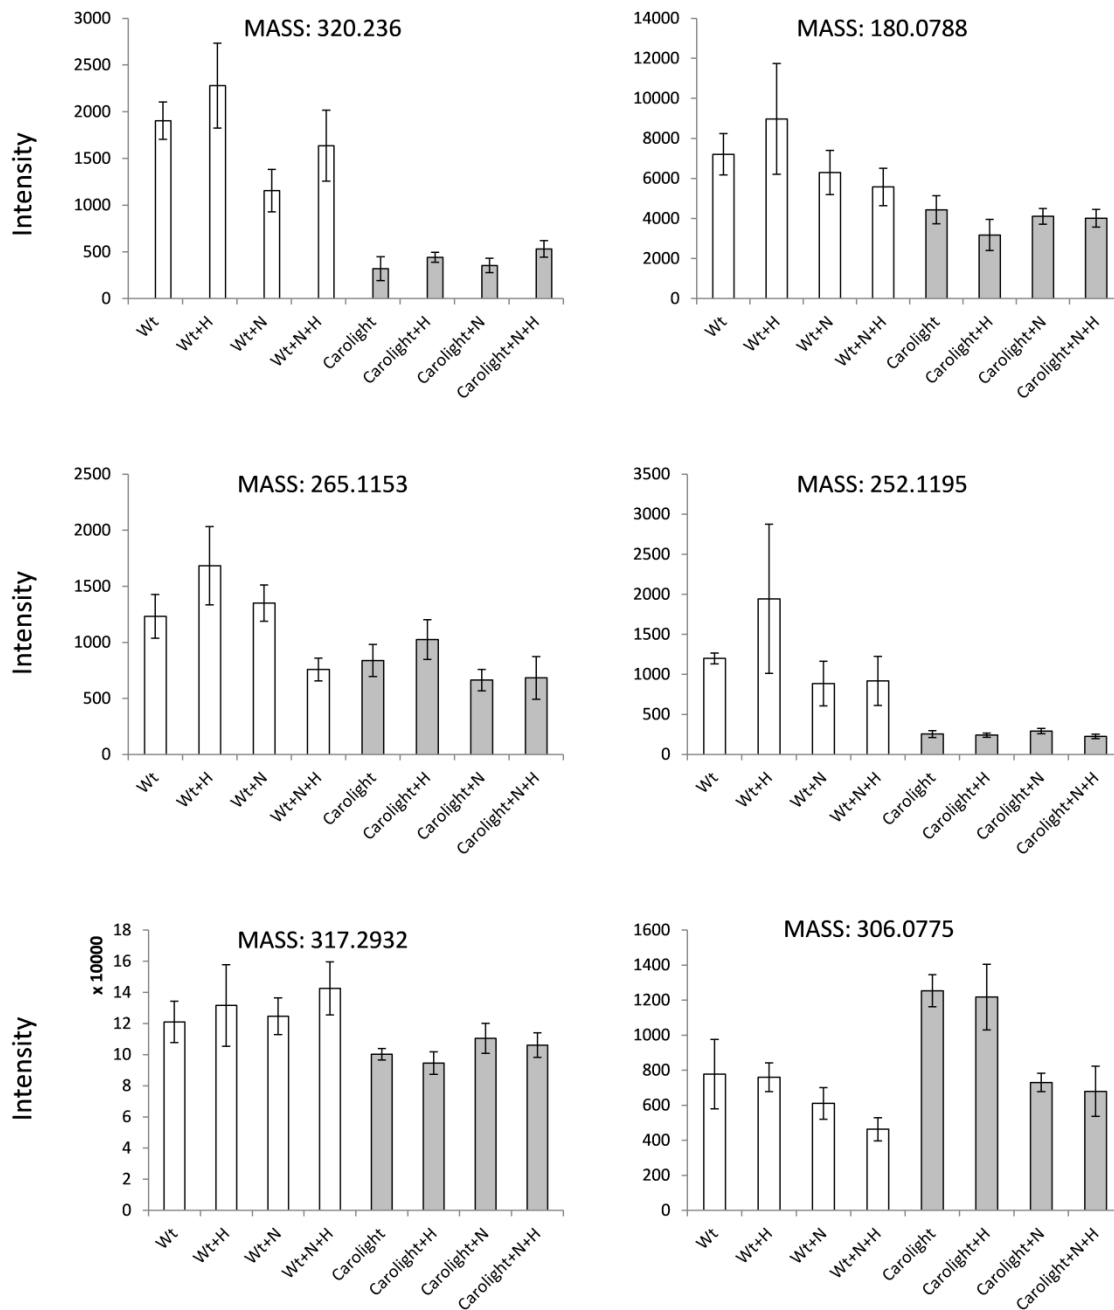 MASS: 320.236
Intensity
3000
2500
2000
1500
1000
500
0
Wt
Wt+H
Wt+N
Wt+N+H
Carolight
Carolight+H
Carolight+N
Carolight+N+H
MASS: 180.0788
14000
12000
10000
8000
6000
4000
2000
0
Wt
Wt+H
Wt+N
Wt+N+H
Carolight
Carolight+H
Carolight+N
Carolight+N+H
MASS: 265.1153
Intensity
2500
2000
1500
1000
500
0
Wt
Wt+H
Wt+N
Wt+N+H
Carolight
Carolight+H
Carolight+N
Carolight+N+H
MASS: 252.1195
3500
3000
2500
2000
1500
1000
500
0
Wt
Wt+H
Wt+N
Wt+N+H
Carolight
Carolight+H
Carolight+N
Carolight+N+H
MASS: 317.2932
Intensity
x 10000
18
16
14
12
10
8
6
4
2
0
Wt
Wt+H
Wt+N
Wt+N+H
Carolight
Carolight+H
Carolight+N
Carolight+N+H
MASS: 306.0775
1600
1400
1200
1000
800
600
400
200
0
Wt
Wt+H
Wt+N
Wt+N+H
Carolight
Carolight+H
Carolight+N
Carolight+N+H